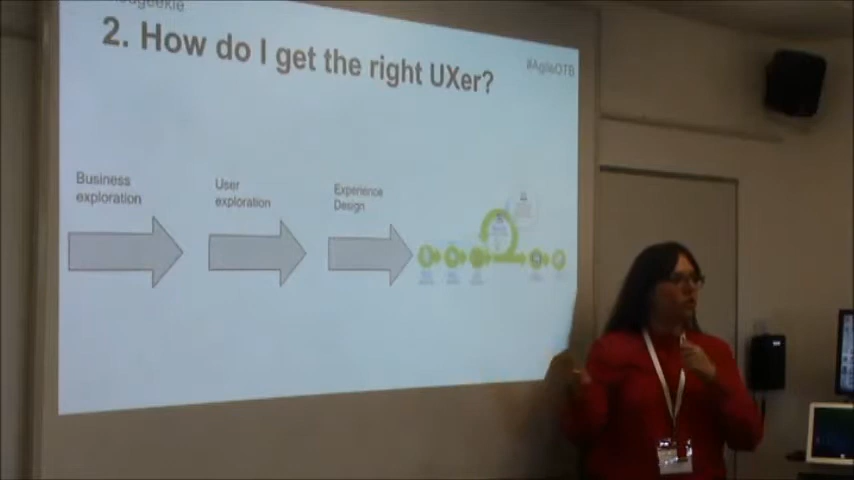 2. How do I get the right UXer?
#AgileOTB
Business
exploration
User
exploration
Experience
Design